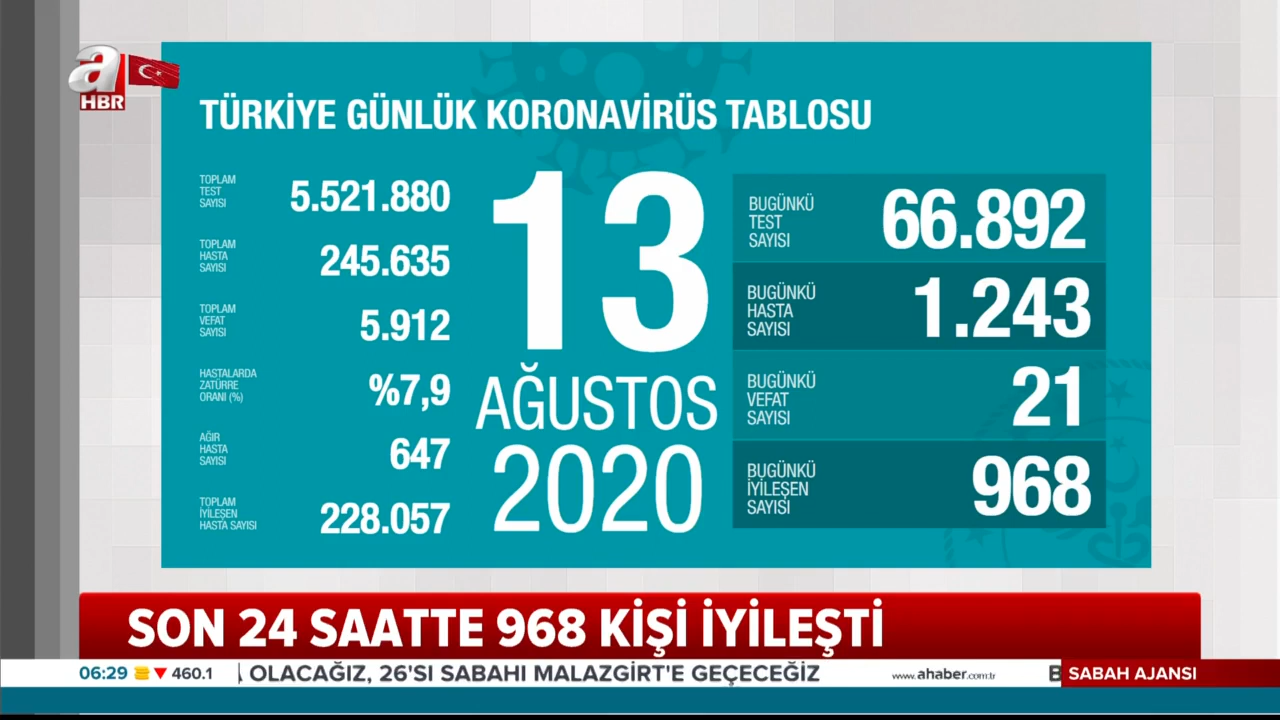 a
HBR
TÜRKİYE GÜNLÜK KORONAVİRÜS TABLOSU
TOPLAM
TEST
SAYISI
5.521.880
TOPLAM
HASTA
SAYISI
245.635
TOPLAM
VEFAT
SAYISI
5.912
HASTALARDA
ZATÜRRE
ORANI (%)
%7,9
AĞIR
HASTA
SAYISI
647
TOPLAM
İYİLEŞEN
HASTA SAYISI
228.057
13
AĞUSTOS
2020
BUGÜNKÜ
TEST
SAYISI
66.892
BUGÜNKÜ
HASTA
SAYISI
1.243
BUGÜNKÜ
VEFAT
SAYISI
21
BUGÜNKÜ
İYİLEŞEN
SAYISI
968
SON 24 SAATTE 968 KİŞİ İYİLEŞTİ
06:29 460.1 OLACAĞIZ, 26'SI SABAHI MALAZGİRT'E GEÇECEĞİZ www.ahaber.com.tr SABAH AJANSI